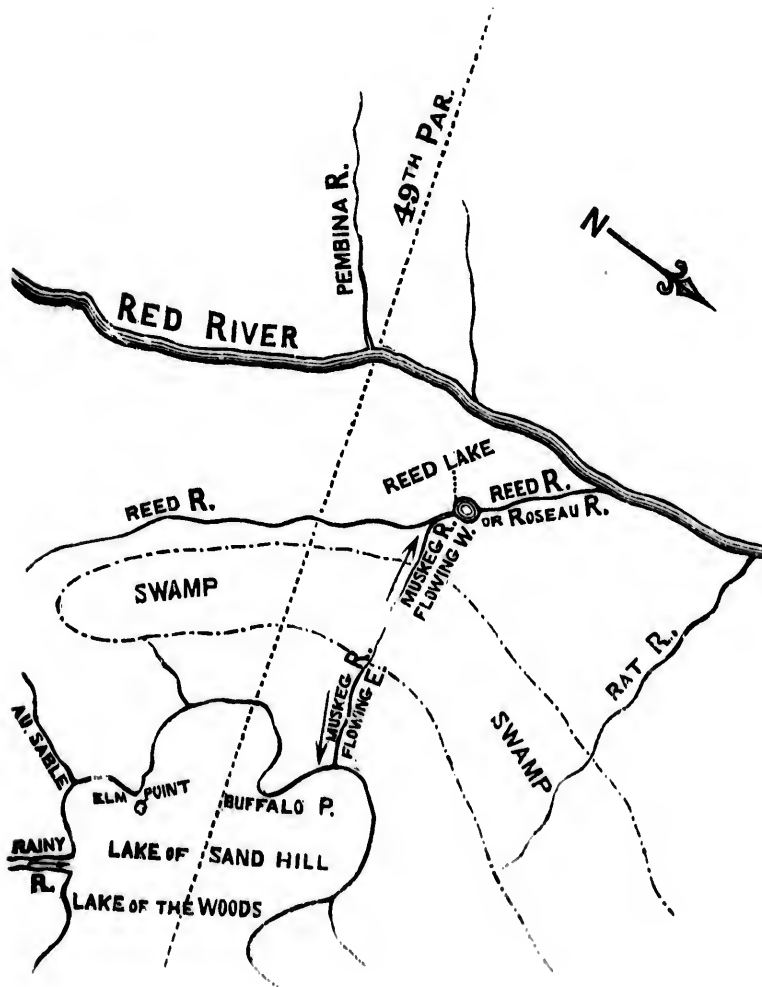 49TH PAR.
PEMBINA R.
N
RED RIVER
REED LAKE
REED R.
REED R.
OR ROSEAU R.
MUSKEG R.
FLOWING W.
SWAMP
RAT R.
MUSKEG R.
FLOWING E.
SWAMP
AU. SABLE
ELM POINT
BUFFALO P.
RAINY
R.
LAKE OF SAND HILL
LAKE OF THE WOODS